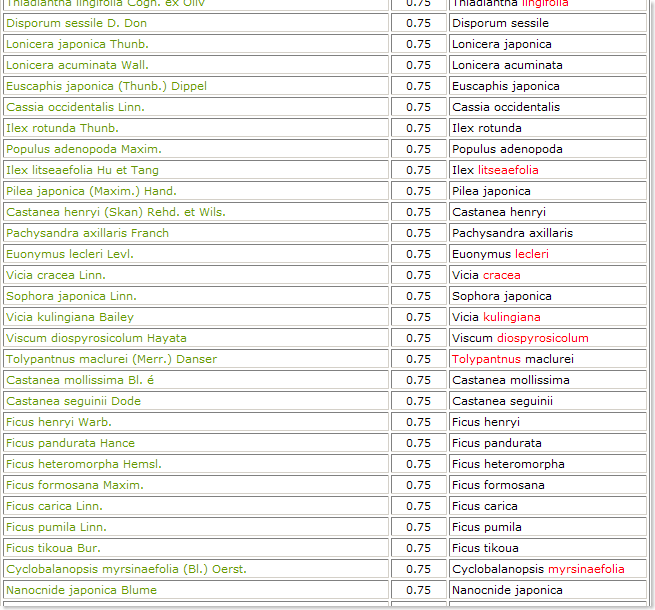 Thladiantha lingifolia Cogn. ex Oliv 0.75 Thladiantha lingifolia
Disporum sessile D. Don 0.75 Disporum sessile
Lonicera japonica Thunb. 0.75 Lonicera japonica
Lonicera acuminata Wall. 0.75 Lonicera acuminata
Euscaphis japonica (Thunb.) Dippel 0.75 Euscaphis japonica
Cassia occidentalis Linn. 0.75 Cassia occidentalis
Ilex rotunda Thunb. 0.75 Ilex rotunda
Populus adenopoda Maxim. 0.75 Populus adenopoda
Ilex litseaefolia Hu et Tang 0.75 Ilex litseaefolia
Pilea japonica (Maxim.) Hand. 0.75 Pilea japonica
Castanea henryi (Skan) Rehd. et Wils. 0.75 Castanea henryi
Pachysandra axillaris Franch 0.75 Pachysandra axillaris
Euonymus lecleri Levl. 0.75 Euonymus lecleri
Vicia cracea Linn. 0.75 Vicia cracea
Sophora japonica Linn. 0.75 Sophora japonica
Vicia kulingiana Bailey 0.75 Vicia kulingiana
Viscum diospyrosicolum Hayata 0.75 Viscum diospyrosicolum
Tolypantnus maclurei (Merr.) Danser 0.75 Tolypantnus maclurei
Castanea mollissima Bl. é 0.75 Castanea mollissima
Castanea seguinii Dode 0.75 Castanea seguinii
Ficus henryi Warb. 0.75 Ficus henryi
Ficus pandurata Hance 0.75 Ficus pandurata
Ficus heteromorpha Hemsl. 0.75 Ficus heteromorpha
Ficus formosana Maxim. 0.75 Ficus formosana
Ficus carica Linn. 0.75 Ficus carica
Ficus pumila Linn. 0.75 Ficus pumila
Ficus tikoua Bur. 0.75 Ficus tikoua
Cyclobalanopsis myrsinaefolia (Bl.) Oerst. 0.75 Cyclobalanopsis myrsinaefolia
Nanocnide japonica Blume 0.75 Nanocnide japonica